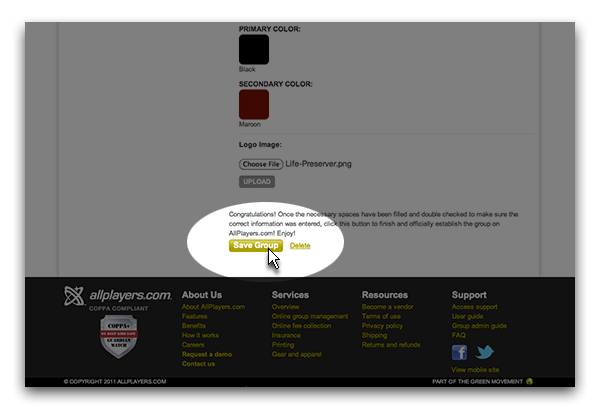 PRIMARY COLOR:
Black
SECONDARY COLOR:
Maroon
Logo Image:
Choose File Life-Preserver.png
UPLOAD
Congratulations! Once the necessary spaces have been filled and double checked to make sure the
correct information was entered, click this button to finish and officially establish the group on
AllPlayers.com! Enjoy!
Save Group Delete
allplayers.com
COPPA COMPLIANT
COPPA+
WE KEEP KIDS SAFE
GUARDIAN
WATCH
About Us
About AllPlayers.com
Features
Benefits
How it works
Careers
Request a demo
Contact us
Services
Overview
Online group management
Online fee collection
Insurance
Printing
Gear and apparel
Resources
Become a vendor
Terms of use
Privacy policy
Shipping
Returns and refunds
Support
Access support
User guide
Group admin guide
FAQ
View mobile site
© COPYRIGHT 2011 ALLPLAYERS.COM
PART OF THE GREEN MOVEMENT